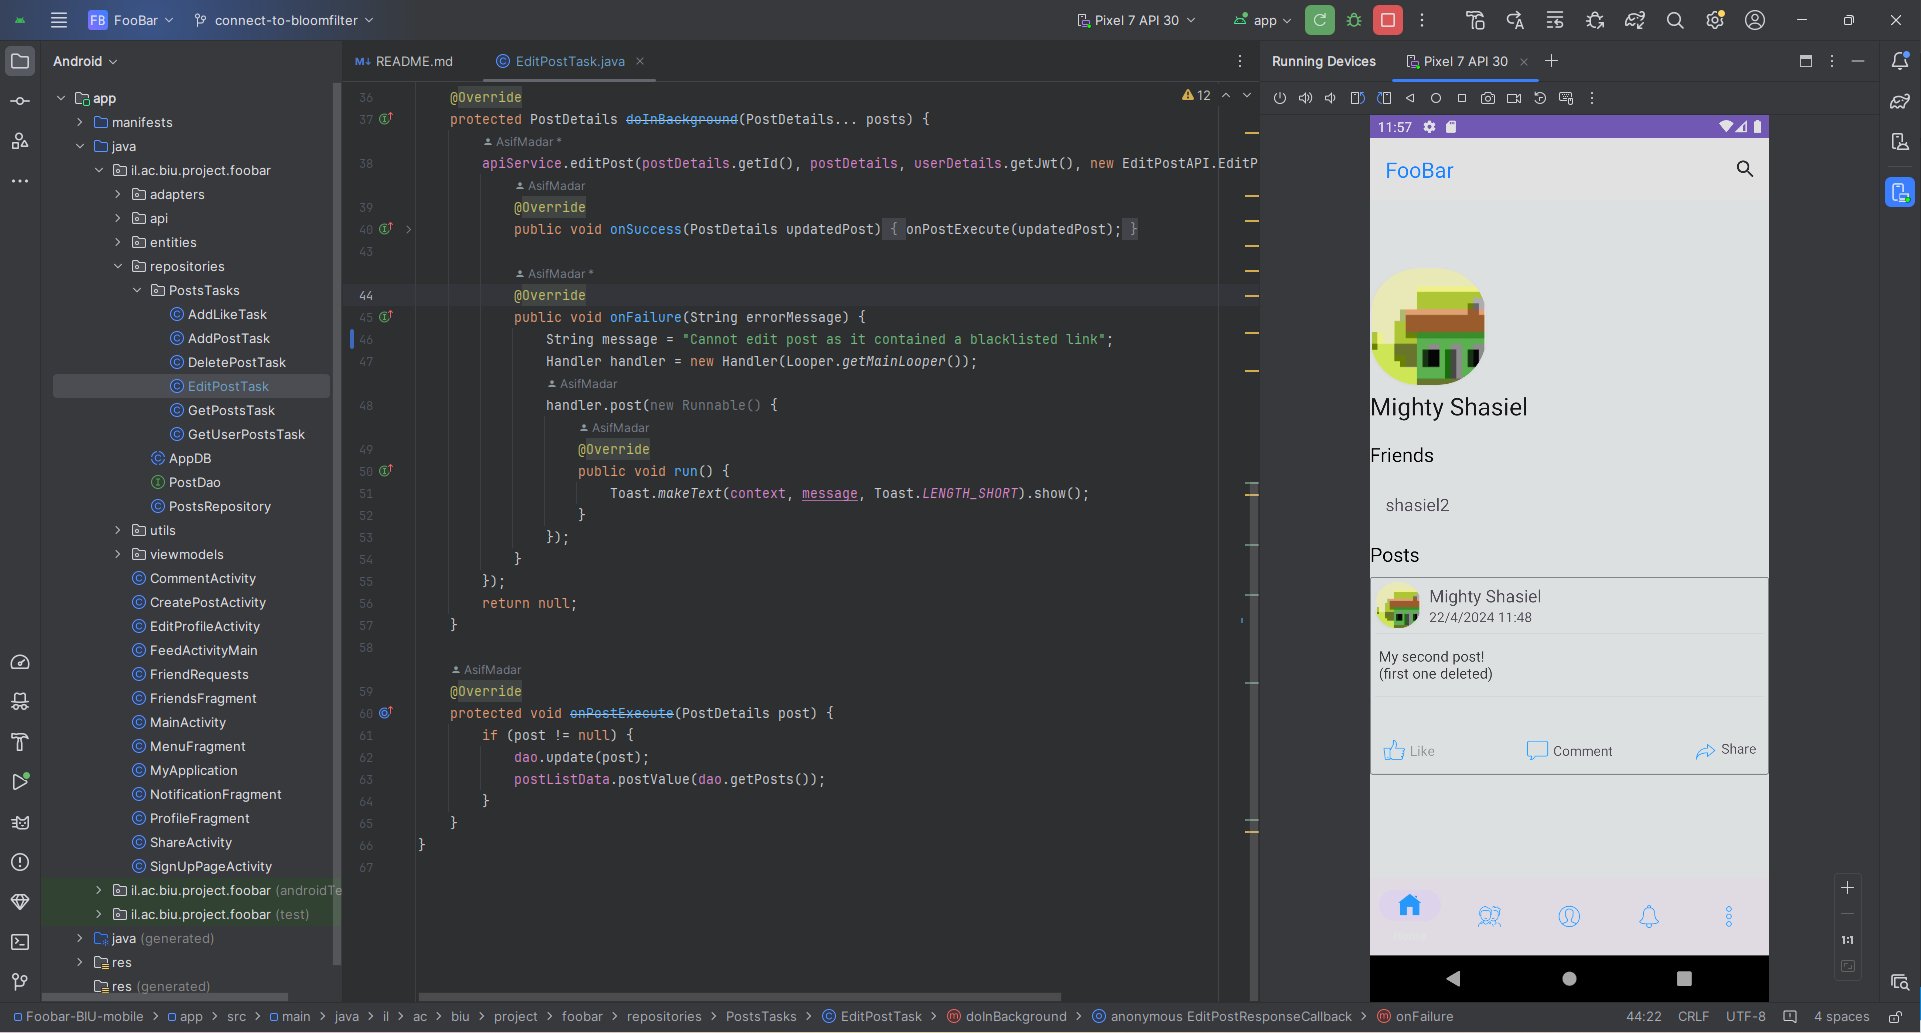 FB FooBar connect-to-bloomfilter Pixel 7 API 30 app
Android
app
manifests
java
il.ac.biu.project.foobar
adapters
api
entities
repositories
PostsTasks
AddLikeTask
AddPostTask
DeletePostTask
EditPostTask
GetPostsTask
GetUserPostsTask
AppDB
PostDao
PostsRepository
utils
viewmodels
CommentActivity
CreatePostActivity
EditProfileActivity
FeedActivityMain
FriendRequests
FriendsFragment
MainActivity
MenuFragment
MyApplication
NotificationFragment
ProfileFragment
ShareActivity
SignUpPageActivity
il.ac.biu.project.foobar (androidTe
il.ac.biu.project.foobar (test)
java (generated)
res
res (generated)
M↓ README.md EditPostTask.java
12
36 @Override
37 protected PostDetails doInBackground(PostDetails... posts) {
AsifMadar *
38 apiService.editPost(postDetails.getId(), postDetails, userDetails.getJwt(), new EditPostAPI.EditP
AsifMadar
39 @Override
40 public void onSuccess(PostDetails updatedPost) { onPostExecute(updatedPost); }
43
AsifMadar *
44 @Override
45 public void onFailure(String errorMessage) {
46 String message = "Cannot edit post as it contained a blacklisted link";
47 Handler handler = new Handler(Looper.getMainLooper());
AsifMadar
48 handler.post(new Runnable() {
AsifMadar
49 @Override
50 public void run() {
51 Toast.makeText(context, message, Toast.LENGTH_SHORT).show();
52 }
53 });
54 }
55 });
56 return null;
57 }
58
AsifMadar
59 @Override
60 protected void onPostExecute(PostDetails post) {
61 if (post != null) {
62 dao.update(post);
63 postListData.postValue(dao.getPosts());
64 }
65 }
66 }
67
Running Devices Pixel 7 API 30
11:57
FooBar
Mighty Shasiel
Friends
shasiel2
Posts
Mighty Shasiel
22/4/2024 11:48
My second post!
(first one deleted)
Like Comment Share
1:1
Foobar-BIU-mobile app src main java il ac biu project foobar repositories PostsTasks EditPostTask doInBackground anonymous EditPostResponseCallback onFailure 44:22 CRLF UTF-8 4 spaces